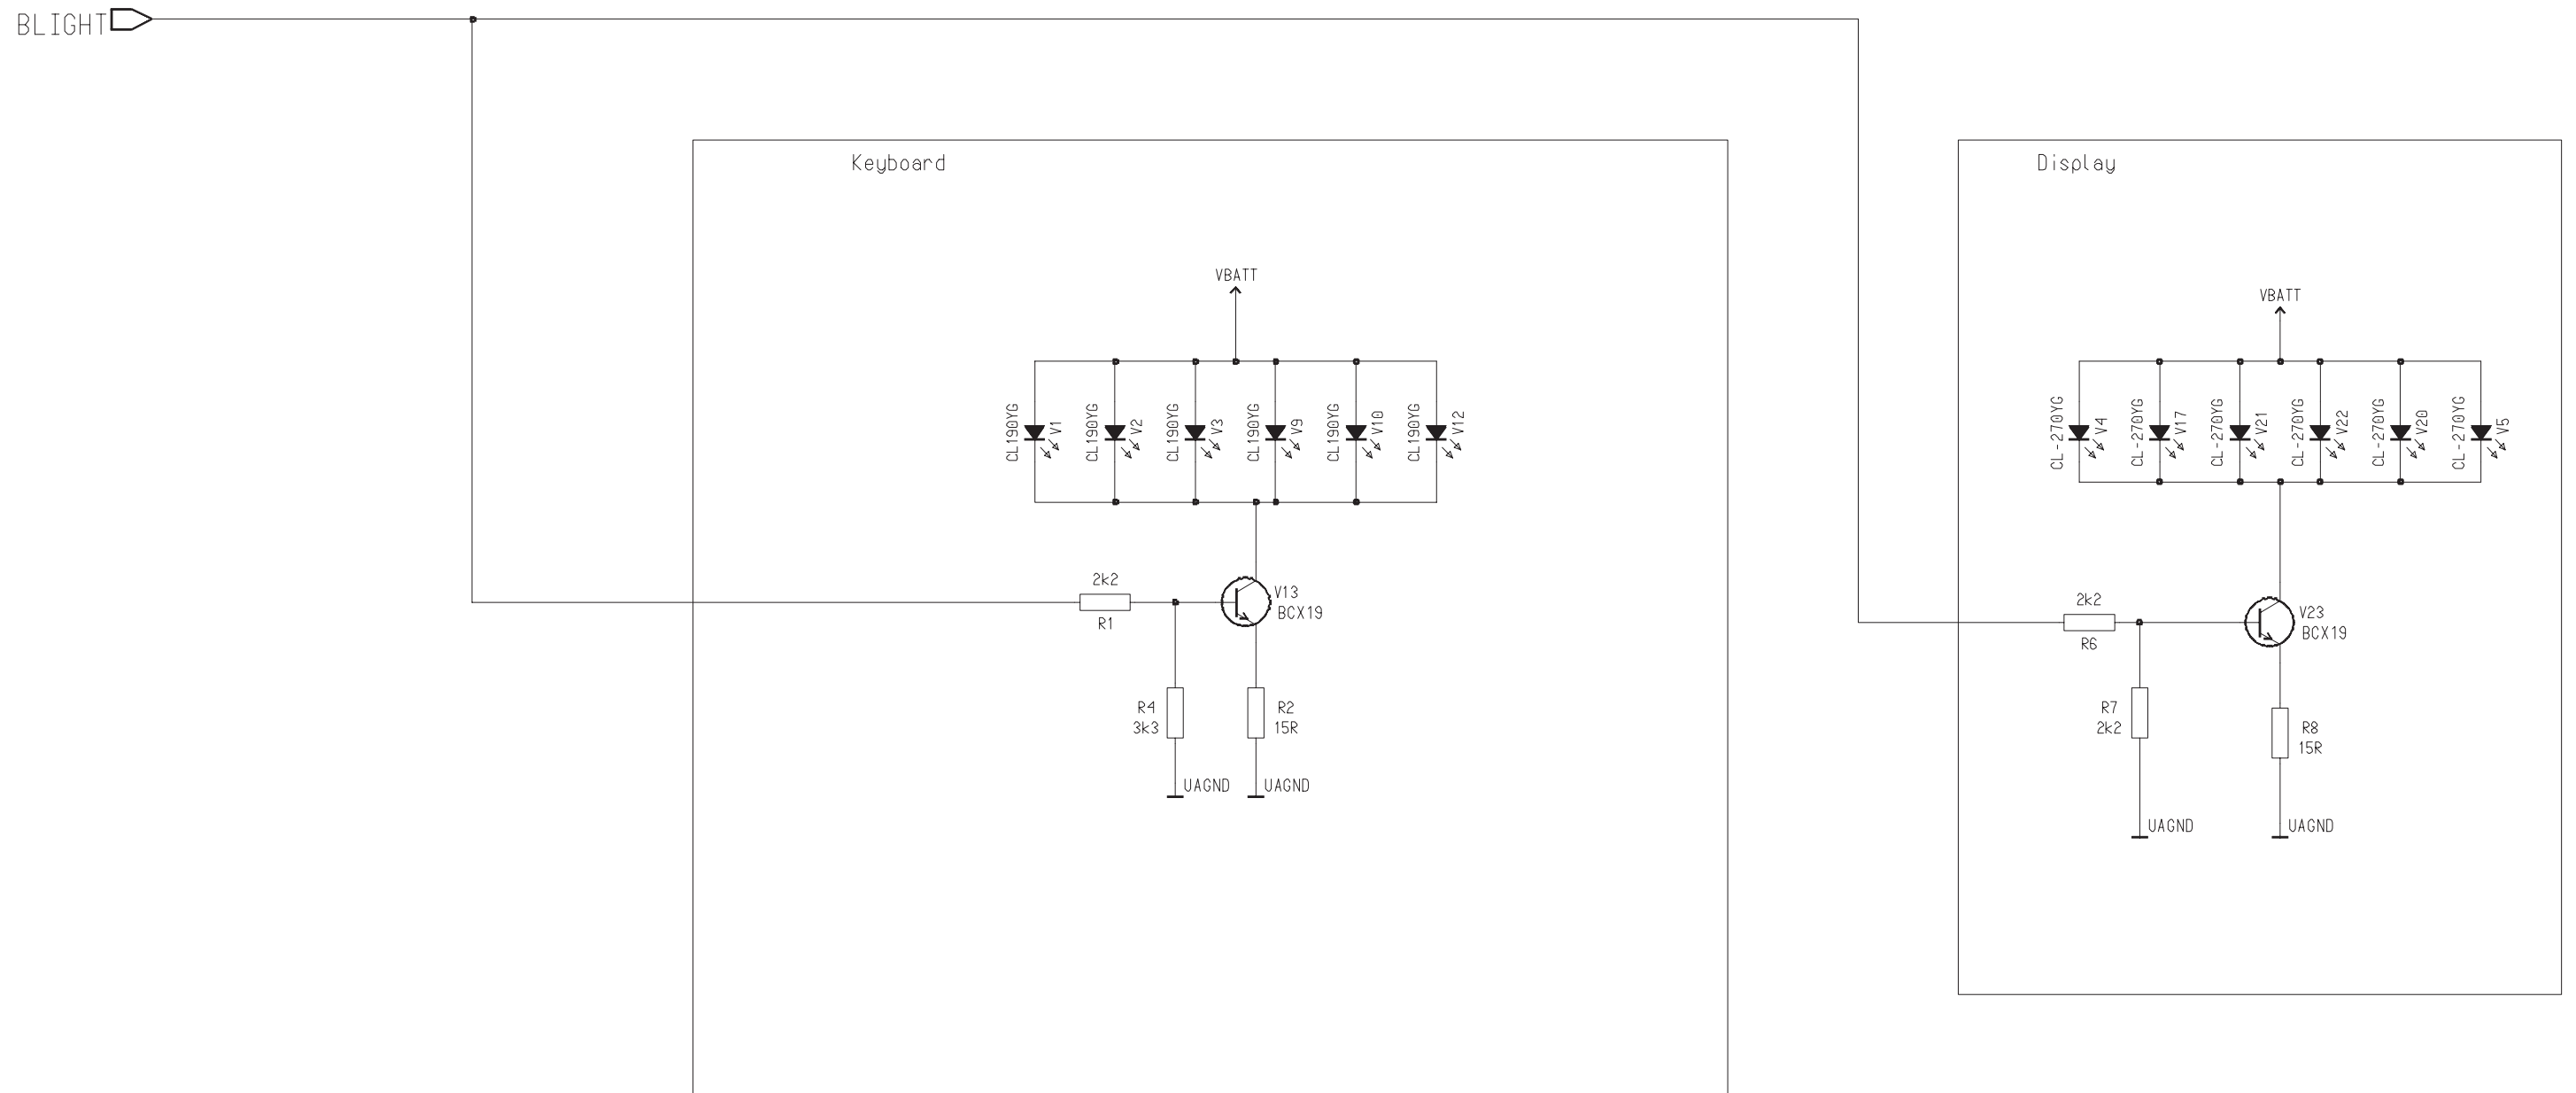 BLIGHT
Keyboard
VBATT
CL190YG
V1
CL190YG
V2
CL190YG
V3
CL190YG
V9
CL190YG
V10
CL190YG
V12
2k2
R1
V13
BCX19
R4
3k3
R2
15R
UAGND
UAGND
Display
VBATT
CL-270YG
V4
CL-270YG
V17
CL-270YG
V21
CL-270YG
V22
CL-270YG
V20
CL-270YG
V5
2k2
R6
V23
BCX19
R7
2k2
R8
15R
UAGND
UAGND